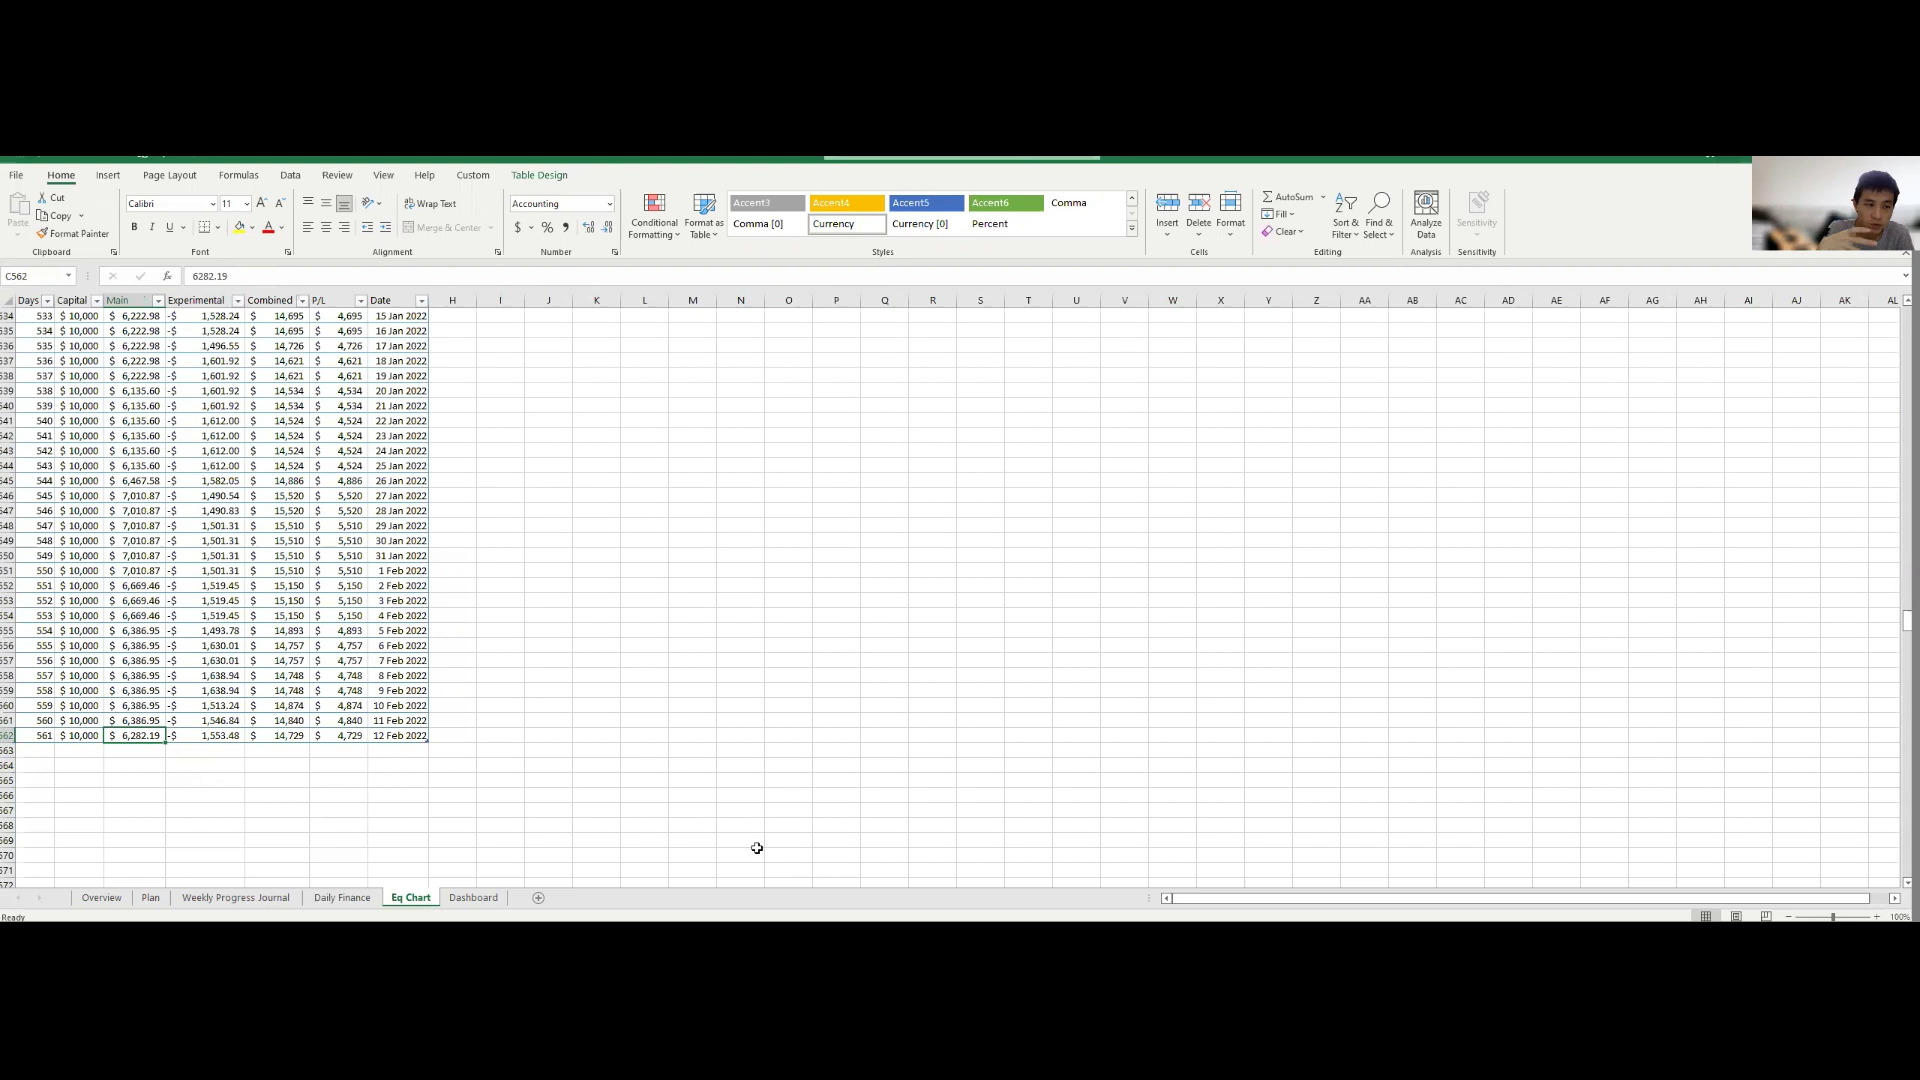 File Home Insert Page Layout Formulas Data Review View Help Custom Table Design
Cut
Copy
Format Painter
Paste
Calibri 11
B I U
Wrap Text
Merge & Center
Accounting
$ %
Conditional Formatting
Format as Table
Accent3 Accent4 Accent5 Accent6 Comma
Comma [0] Currency Currency [0] Percent
Insert Delete Format
AutoSum
Fill
Clear
Sort & Filter
Find & Select
Analyze Data
Sensitivity
Clipboard Font Alignment Number Styles Cells Editing Analysis Sensitivity
C562 fx 6282.19
Days Capital Main Experimental Combined P/L Date H I J K L M N O P Q R S T U V W X Y Z AA AB AC AD AE AF AG AH AI AJ AK AL
534 533 $ 10,000 $ 6,222.98 -$ 1,528.24 $ 14,695 $ 4,695 15 Jan 2022
535 534 $ 10,000 $ 6,222.98 -$ 1,528.24 $ 14,695 $ 4,695 16 Jan 2022
536 535 $ 10,000 $ 6,222.98 -$ 1,496.55 $ 14,726 $ 4,726 17 Jan 2022
537 536 $ 10,000 $ 6,222.98 -$ 1,601.92 $ 14,621 $ 4,621 18 Jan 2022
538 537 $ 10,000 $ 6,222.98 -$ 1,601.92 $ 14,621 $ 4,621 19 Jan 2022
539 538 $ 10,000 $ 6,135.60 -$ 1,601.92 $ 14,534 $ 4,534 20 Jan 2022
540 539 $ 10,000 $ 6,135.60 -$ 1,601.92 $ 14,534 $ 4,534 21 Jan 2022
541 540 $ 10,000 $ 6,135.60 -$ 1,612.00 $ 14,524 $ 4,524 22 Jan 2022
542 541 $ 10,000 $ 6,135.60 -$ 1,612.00 $ 14,524 $ 4,524 23 Jan 2022
543 542 $ 10,000 $ 6,135.60 -$ 1,612.00 $ 14,524 $ 4,524 24 Jan 2022
544 543 $ 10,000 $ 6,135.60 -$ 1,612.00 $ 14,524 $ 4,524 25 Jan 2022
545 544 $ 10,000 $ 6,467.58 -$ 1,582.05 $ 14,886 $ 4,886 26 Jan 2022
546 545 $ 10,000 $ 7,010.87 -$ 1,490.54 $ 15,520 $ 5,520 27 Jan 2022
547 546 $ 10,000 $ 7,010.87 -$ 1,490.83 $ 15,520 $ 5,520 28 Jan 2022
548 547 $ 10,000 $ 7,010.87 -$ 1,501.31 $ 15,510 $ 5,510 29 Jan 2022
549 548 $ 10,000 $ 7,010.87 -$ 1,501.31 $ 15,510 $ 5,510 30 Jan 2022
550 549 $ 10,000 $ 7,010.87 -$ 1,501.31 $ 15,510 $ 5,510 31 Jan 2022
551 550 $ 10,000 $ 7,010.87 -$ 1,501.31 $ 15,510 $ 5,510 1 Feb 2022
552 551 $ 10,000 $ 6,669.46 -$ 1,519.45 $ 15,150 $ 5,150 2 Feb 2022
553 552 $ 10,000 $ 6,669.46 -$ 1,519.45 $ 15,150 $ 5,150 3 Feb 2022
554 553 $ 10,000 $ 6,669.46 -$ 1,519.45 $ 15,150 $ 5,150 4 Feb 2022
555 554 $ 10,000 $ 6,386.95 -$ 1,493.78 $ 14,893 $ 4,893 5 Feb 2022
556 555 $ 10,000 $ 6,386.95 -$ 1,630.01 $ 14,757 $ 4,757 6 Feb 2022
557 556 $ 10,000 $ 6,386.95 -$ 1,630.01 $ 14,757 $ 4,757 7 Feb 2022
558 557 $ 10,000 $ 6,386.95 -$ 1,638.94 $ 14,748 $ 4,748 8 Feb 2022
559 558 $ 10,000 $ 6,386.95 -$ 1,638.94 $ 14,748 $ 4,748 9 Feb 2022
560 559 $ 10,000 $ 6,386.95 -$ 1,513.24 $ 14,874 $ 4,874 10 Feb 2022
561 560 $ 10,000 $ 6,386.95 -$ 1,546.84 $ 14,840 $ 4,840 11 Feb 2022
562 561 $ 10,000 $ 6,282.19 -$ 1,553.48 $ 14,729 $ 4,729 12 Feb 2022
563
564
565
566
567
568
569
570
571
572
Overview Plan Weekly Progress Journal Daily Finance Eq Chart Dashboard
Ready 100%